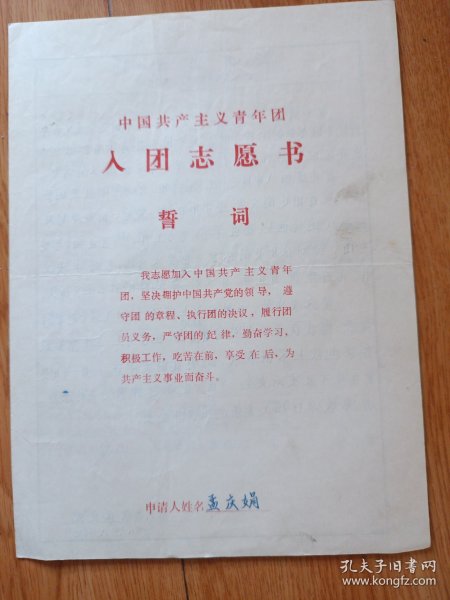 中国共产主义青年团
入团志愿书
誓词
我志愿加入中国共产主义青年
团，坚决拥护中国共产党的领导，遵
守团的章程、执行团的决议，履行团
员义务，严守团的纪律，勤奋学习，
积极工作，吃苦在前，享受在后，为
共产主义事业而奋斗。
申请人姓名孟庆娟
孔夫子旧书网
www.kongfz.com